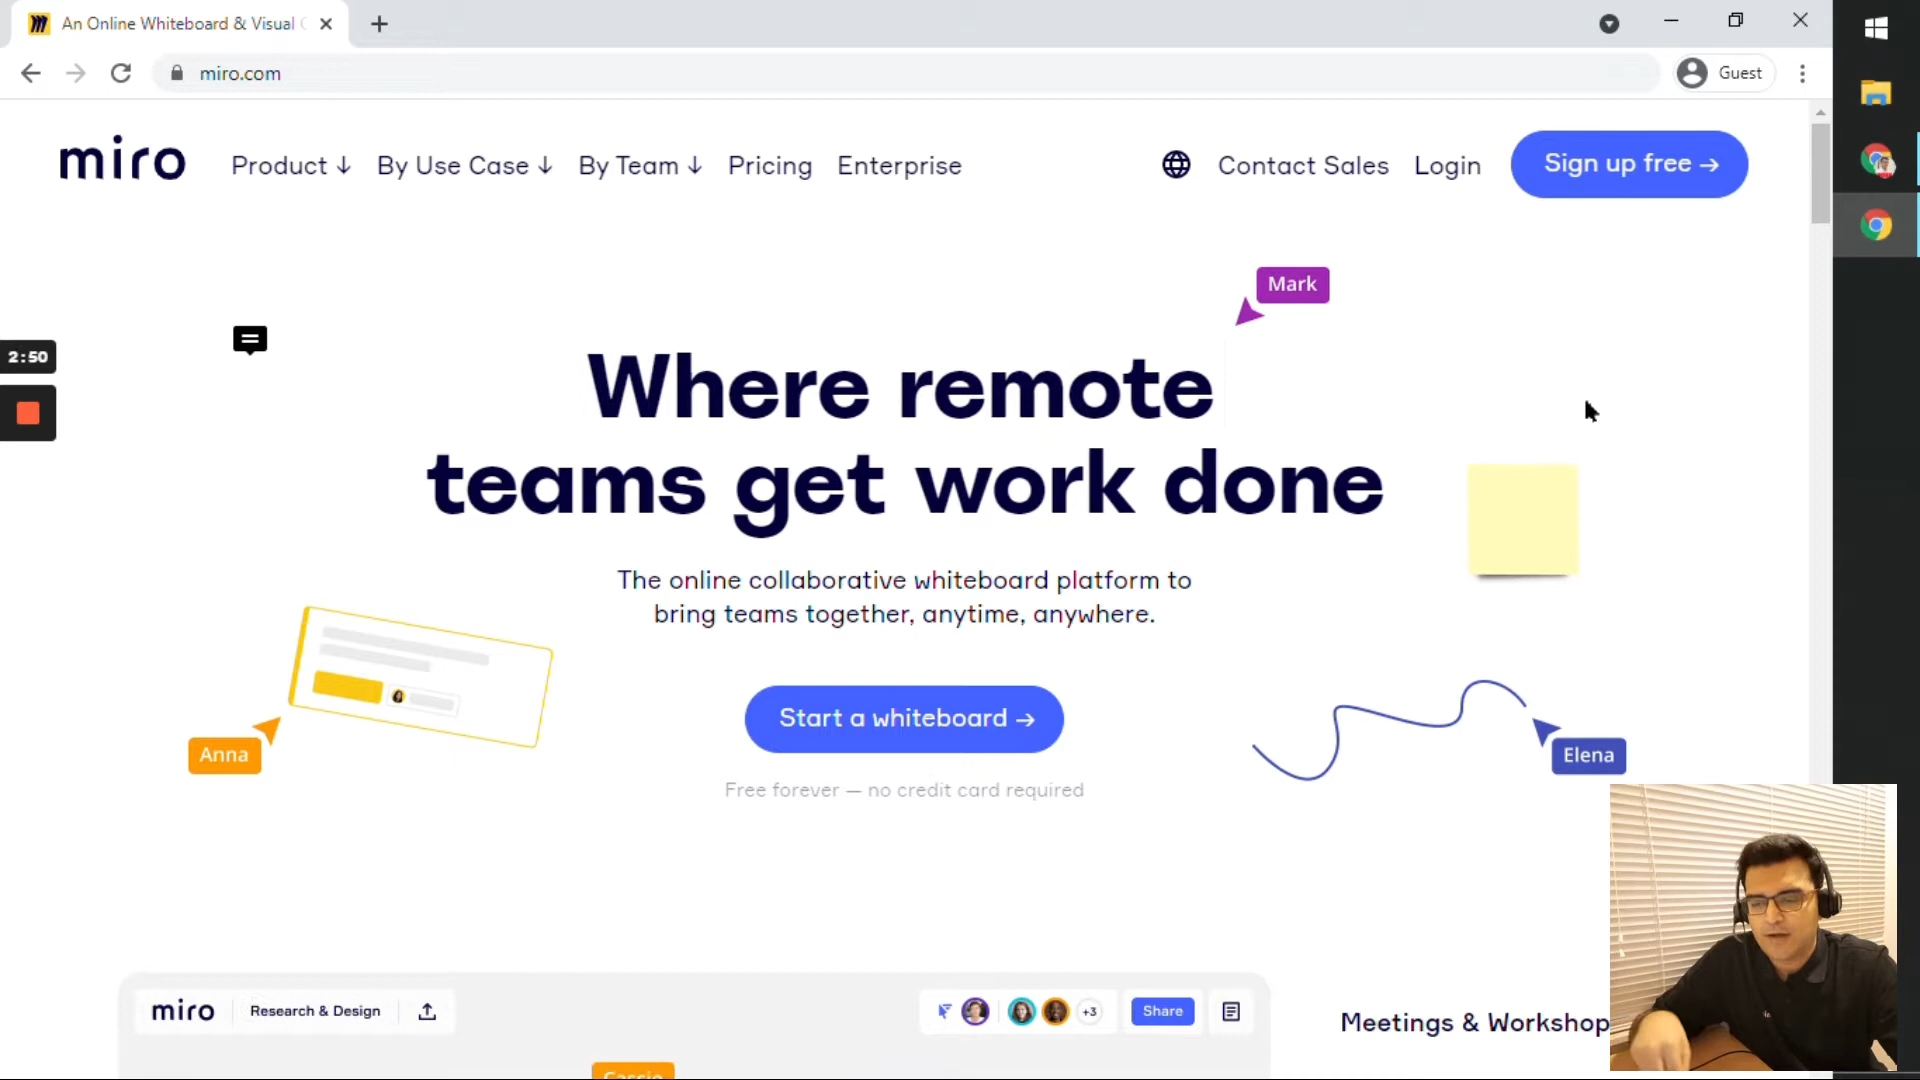 An Online Whiteboard & Visual
miro.com
Guest
miro
Product ↓ By Use Case ↓ By Team ↓ Pricing Enterprise
Contact Sales Login Sign up free →
Mark
2:50
Where remote
teams get work done
The online collaborative whiteboard platform to
bring teams together, anytime, anywhere.
Start a whiteboard →
Anna
Elena
Free forever — no credit card required
miro Research & Design
+3 Share
Meetings & Workshop
Cassie